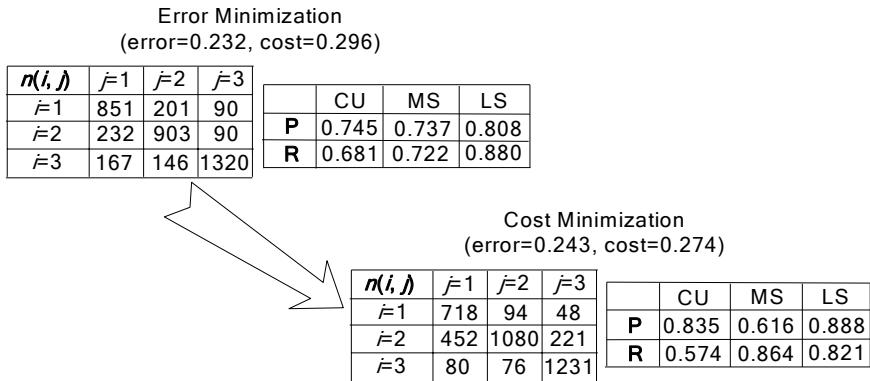 Error Minimization
(error=0.232, cost=0.296)
n(i, j) j=1 j=2 j=3
i=1 851 201 90
i=2 232 903 90
i=3 167 146 1320
CU MS LS
P 0.745 0.737 0.808
R 0.681 0.722 0.880
Cost Minimization
(error=0.243, cost=0.274)
n(i, j) j=1 j=2 j=3
i=1 718 94 48
i=2 452 1080 221
i=3 80 76 1231
CU MS LS
P 0.835 0.616 0.888
R 0.574 0.864 0.821